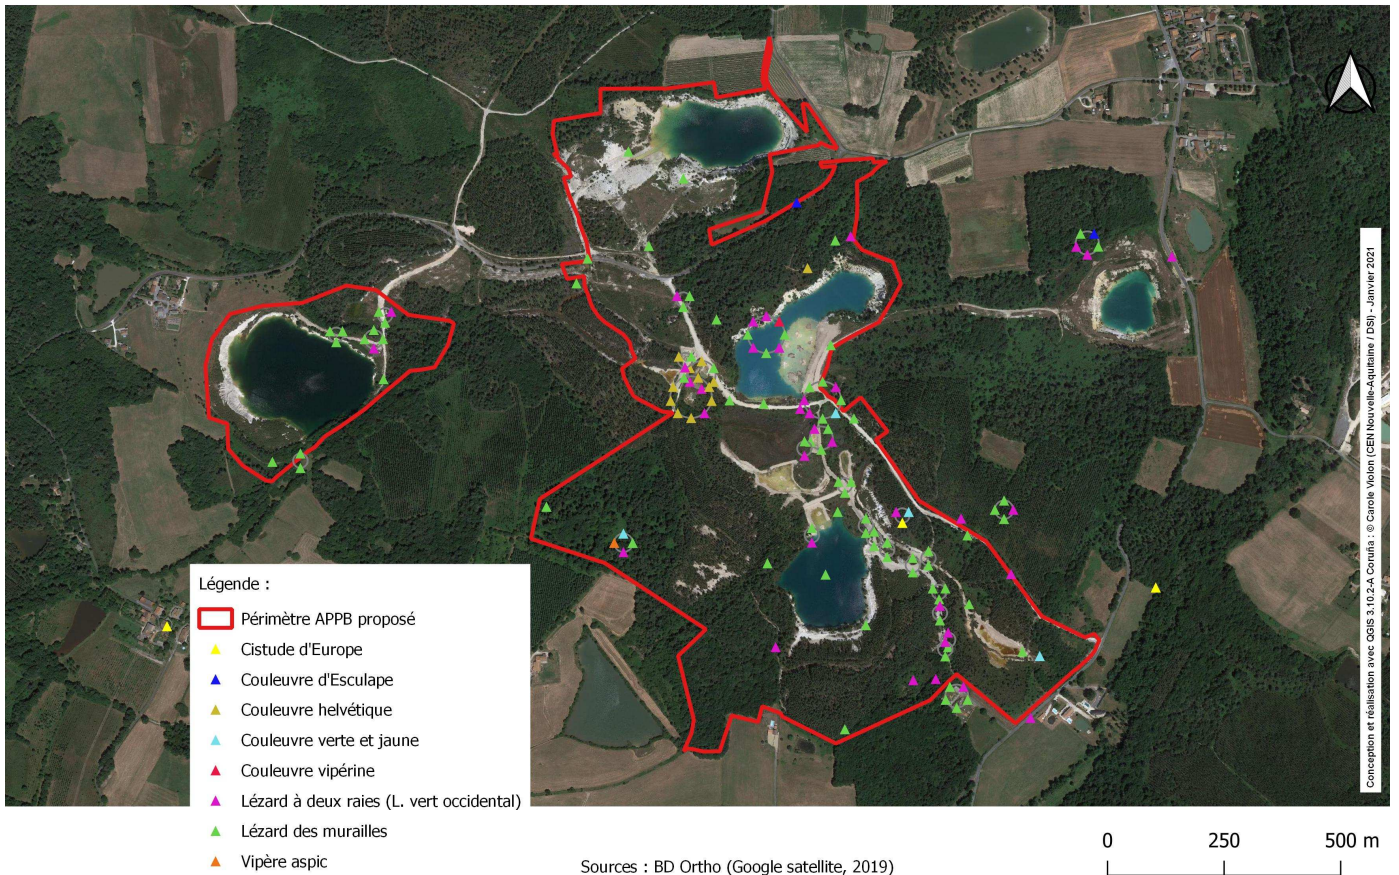 Légende :
Périmètre APPB proposé
Cistude d'Europe
Couleuvre d'Esculape
Couleuvre helvétique
Couleuvre verte et jaune
Couleuvre vipérine
Lézard à deux raies (L. vert occidental)
Lézard des murailles
Vipère aspic
Sources : BD Ortho (Google satellite, 2019)
0 250 500 m
Conception et réalisation avec QGIS 3.10.2-A Coruña : © Carole Violon (CEN Nouvelle-Aquitaine / DSI) - Janvier 2021